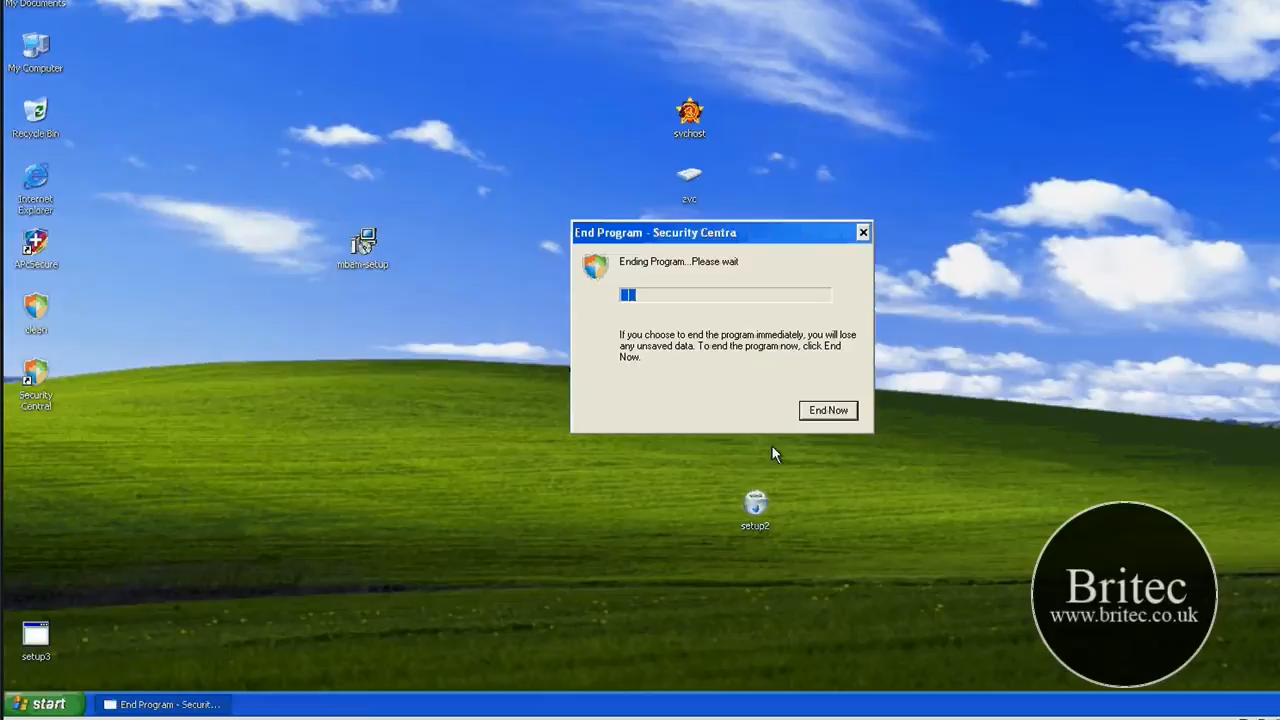 My Documents
My Computer
Recycle Bin
Internet
Explorer
APcSecure
clean
Security
Central
setup3
mbam-setup
svchost
zvc
End Program - Security Centra
Ending Program...Please wait
If you choose to end the program immediately, you will lose
any unsaved data. To end the program now, click End
Now.
End Now
setup2
Britec
www.britec.co.uk
start
End Program - Securit...